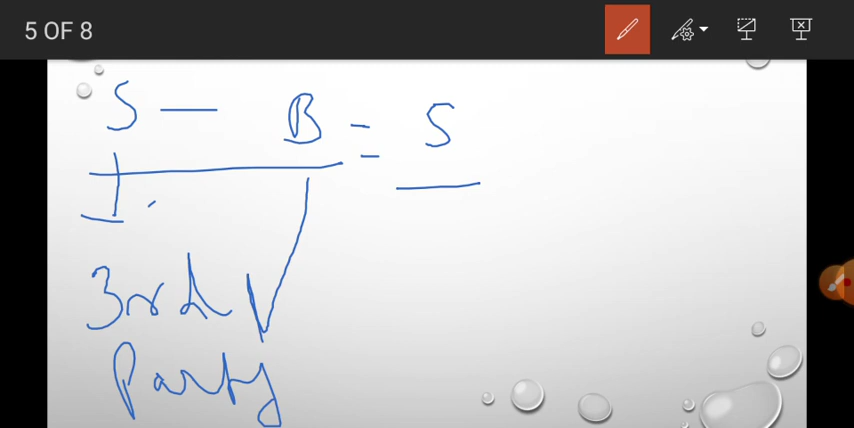 5 OF 8
S — B = S
I.
3rd
Party